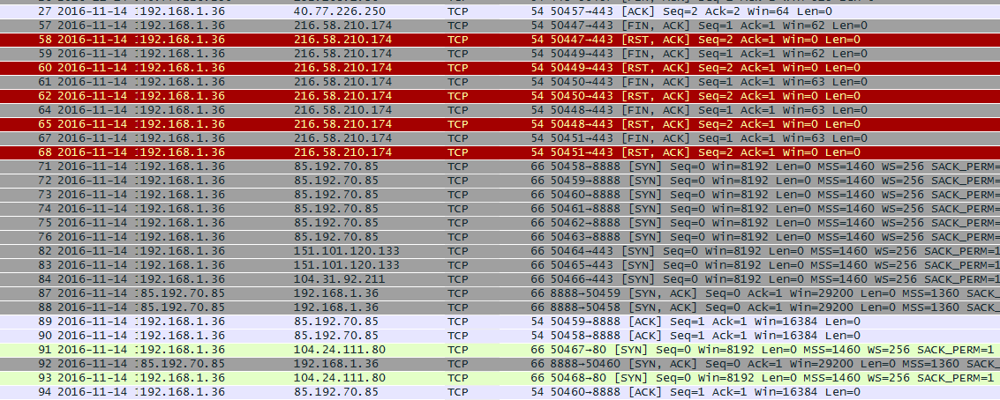 27 2016-11-14 192.168.1.36 40.77.226.250 TCP 54 50457→443 [ACK] Seq=2 Ack=2 Win=64 Len=0
57 2016-11-14 192.168.1.36 216.58.210.174 TCP 54 50447→443 [FIN, ACK] Seq=1 Ack=1 Win=62 Len=0
58 2016-11-14 192.168.1.36 216.58.210.174 TCP 54 50447→443 [RST, ACK] Seq=2 Ack=1 Win=0 Len=0
59 2016-11-14 192.168.1.36 216.58.210.174 TCP 54 50449→443 [FIN, ACK] Seq=1 Ack=1 Win=62 Len=0
60 2016-11-14 192.168.1.36 216.58.210.174 TCP 54 50449→443 [RST, ACK] Seq=2 Ack=1 Win=0 Len=0
61 2016-11-14 192.168.1.36 216.58.210.174 TCP 54 50450→443 [FIN, ACK] Seq=1 Ack=1 Win=63 Len=0
62 2016-11-14 192.168.1.36 216.58.210.174 TCP 54 50450→443 [RST, ACK] Seq=2 Ack=1 Win=0 Len=0
64 2016-11-14 192.168.1.36 216.58.210.174 TCP 54 50448→443 [FIN, ACK] Seq=1 Ack=1 Win=63 Len=0
65 2016-11-14 192.168.1.36 216.58.210.174 TCP 54 50448→443 [RST, ACK] Seq=2 Ack=1 Win=0 Len=0
67 2016-11-14 192.168.1.36 216.58.210.174 TCP 54 50451→443 [FIN, ACK] Seq=1 Ack=1 Win=63 Len=0
68 2016-11-14 192.168.1.36 216.58.210.174 TCP 54 50451→443 [RST, ACK] Seq=2 Ack=1 Win=0 Len=0
71 2016-11-14 192.168.1.36 85.192.70.85 TCP 66 50458→8888 [SYN] Seq=0 Win=8192 Len=0 MSS=1460 WS=256 SACK_PERM=
72 2016-11-14 192.168.1.36 85.192.70.85 TCP 66 50459→8888 [SYN] Seq=0 Win=8192 Len=0 MSS=1460 WS=256 SACK_PERM=
73 2016-11-14 192.168.1.36 85.192.70.85 TCP 66 50460→8888 [SYN] Seq=0 Win=8192 Len=0 MSS=1460 WS=256 SACK_PERM=
74 2016-11-14 192.168.1.36 85.192.70.85 TCP 66 50461→8888 [SYN] Seq=0 Win=8192 Len=0 MSS=1460 WS=256 SACK_PERM=
75 2016-11-14 192.168.1.36 85.192.70.85 TCP 66 50462→8888 [SYN] Seq=0 Win=8192 Len=0 MSS=1460 WS=256 SACK_PERM=
76 2016-11-14 192.168.1.36 85.192.70.85 TCP 66 50463→8888 [SYN] Seq=0 Win=8192 Len=0 MSS=1460 WS=256 SACK_PERM=
82 2016-11-14 192.168.1.36 151.101.120.133 TCP 66 50464→443 [SYN] Seq=0 Win=8192 Len=0 MSS=1460 WS=256 SACK_PERM=1
83 2016-11-14 192.168.1.36 151.101.120.133 TCP 66 50465→443 [SYN] Seq=0 Win=8192 Len=0 MSS=1460 WS=256 SACK_PERM=1
84 2016-11-14 192.168.1.36 104.31.92.211 TCP 66 50466→443 [SYN] Seq=0 Win=8192 Len=0 MSS=1460 WS=256 SACK_PERM=1
87 2016-11-14 85.192.70.85 192.168.1.36 TCP 66 8888→50459 [SYN, ACK] Seq=0 Ack=1 Win=29200 Len=0 MSS=1360 SACK_
88 2016-11-14 85.192.70.85 192.168.1.36 TCP 66 8888→50458 [SYN, ACK] Seq=0 Ack=1 Win=29200 Len=0 MSS=1360 SACK_
89 2016-11-14 192.168.1.36 85.192.70.85 TCP 54 50459→8888 [ACK] Seq=1 Ack=1 Win=16384 Len=0
90 2016-11-14 192.168.1.36 85.192.70.85 TCP 54 50458→8888 [ACK] Seq=1 Ack=1 Win=16384 Len=0
91 2016-11-14 192.168.1.36 104.24.111.80 TCP 66 50467→80 [SYN] Seq=0 Win=8192 Len=0 MSS=1460 WS=256 SACK_PERM=1
92 2016-11-14 85.192.70.85 192.168.1.36 TCP 66 8888→50460 [SYN, ACK] Seq=0 Ack=1 Win=29200 Len=0 MSS=1360 SACK_
93 2016-11-14 192.168.1.36 104.24.111.80 TCP 66 50468→80 [SYN] Seq=0 Win=8192 Len=0 MSS=1460 WS=256 SACK_PERM=1
94 2016-11-14 192.168.1.36 85.192.70.85 TCP 54 50460→8888 [ACK] Seq=1 Ack=1 Win=16384 Len=0